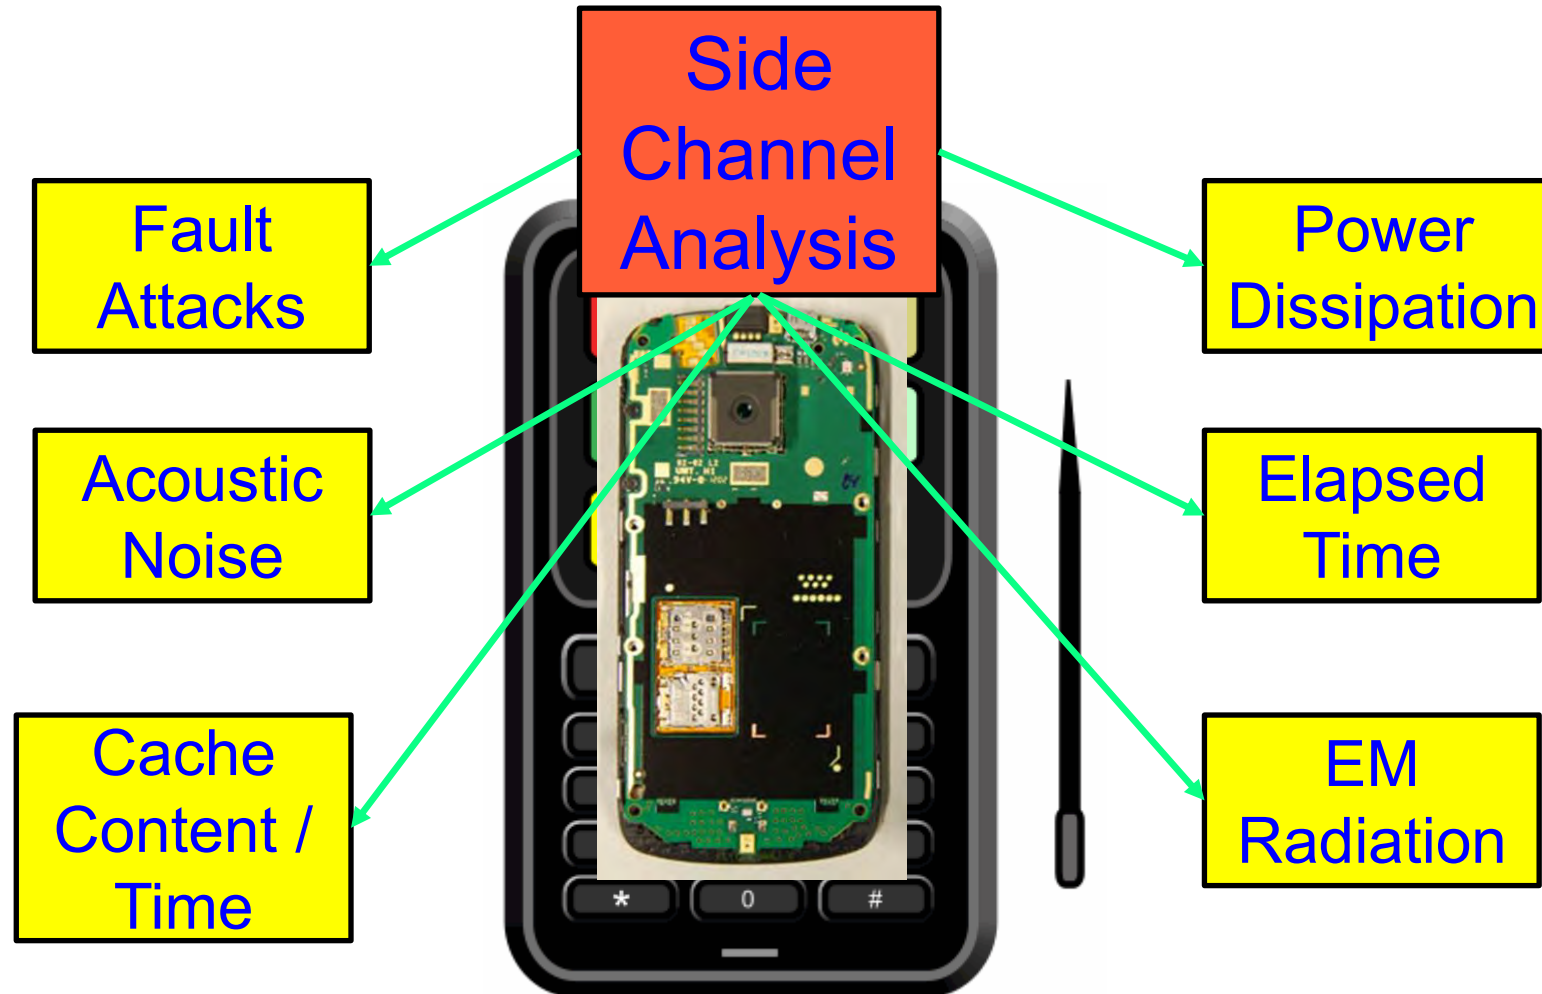 Side
Channel
Analysis
Fault
Attacks
Power
Dissipation
Acoustic
Noise
Elapsed
Time
Cache
Content /
Time
EM
Radiation
* 0 #